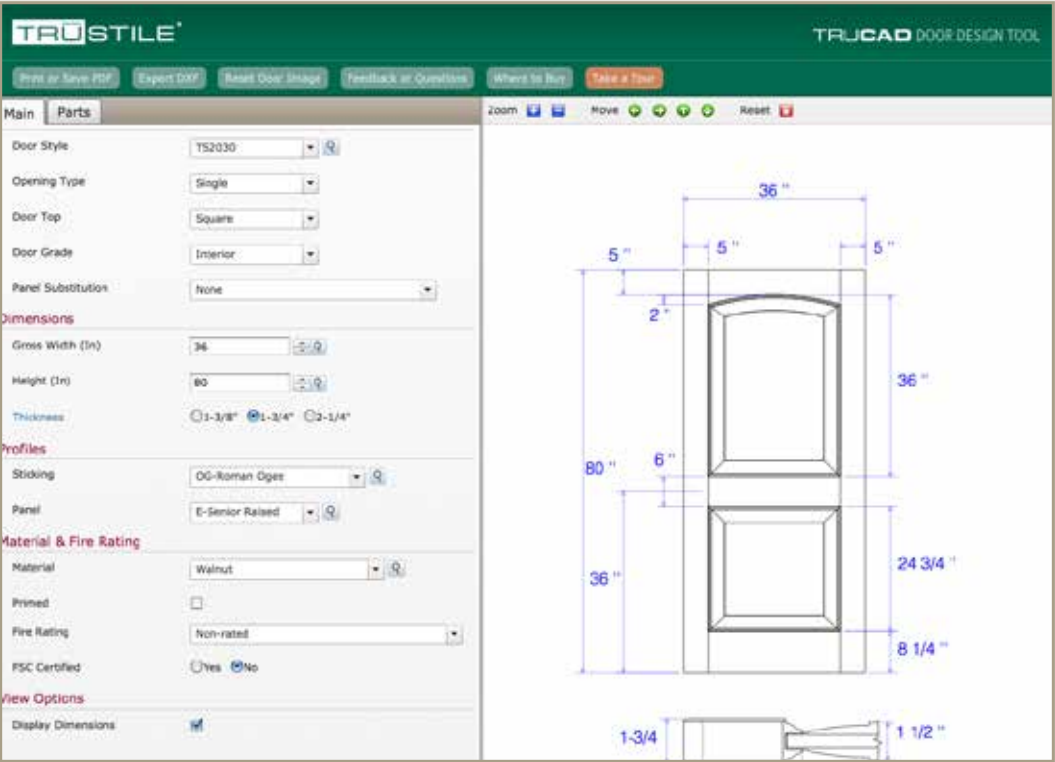 TRŪSTILE
TRUCAD DOOR DESIGN TOOL
Print or Save PDF Export DXF Reset Door Image Feedback or Questions Where to Buy Take a Tour
Main Parts
Zoom Move Reset
Door Style TS2030
Opening Type Single
Door Top Square
Door Grade Interior
Panel Substitution None
Dimensions
Gross Width (In) 36
Height (In) 80
Thickness 1-3/8" 1-3/4" 2-1/4"
Profiles
Sticking OG-Roman Ogee
Panel E-Senior Raised
Material & Fire Rating
Material Walnut
Primed
Fire Rating Non-rated
FSC Certified Yes No
View Options
Display Dimensions
36 "
5 " 5 " 5 "
2 "
36 "
80 " 6 "
36 " 24 3/4 "
8 1/4 "
1-3/4 1 1/2 "